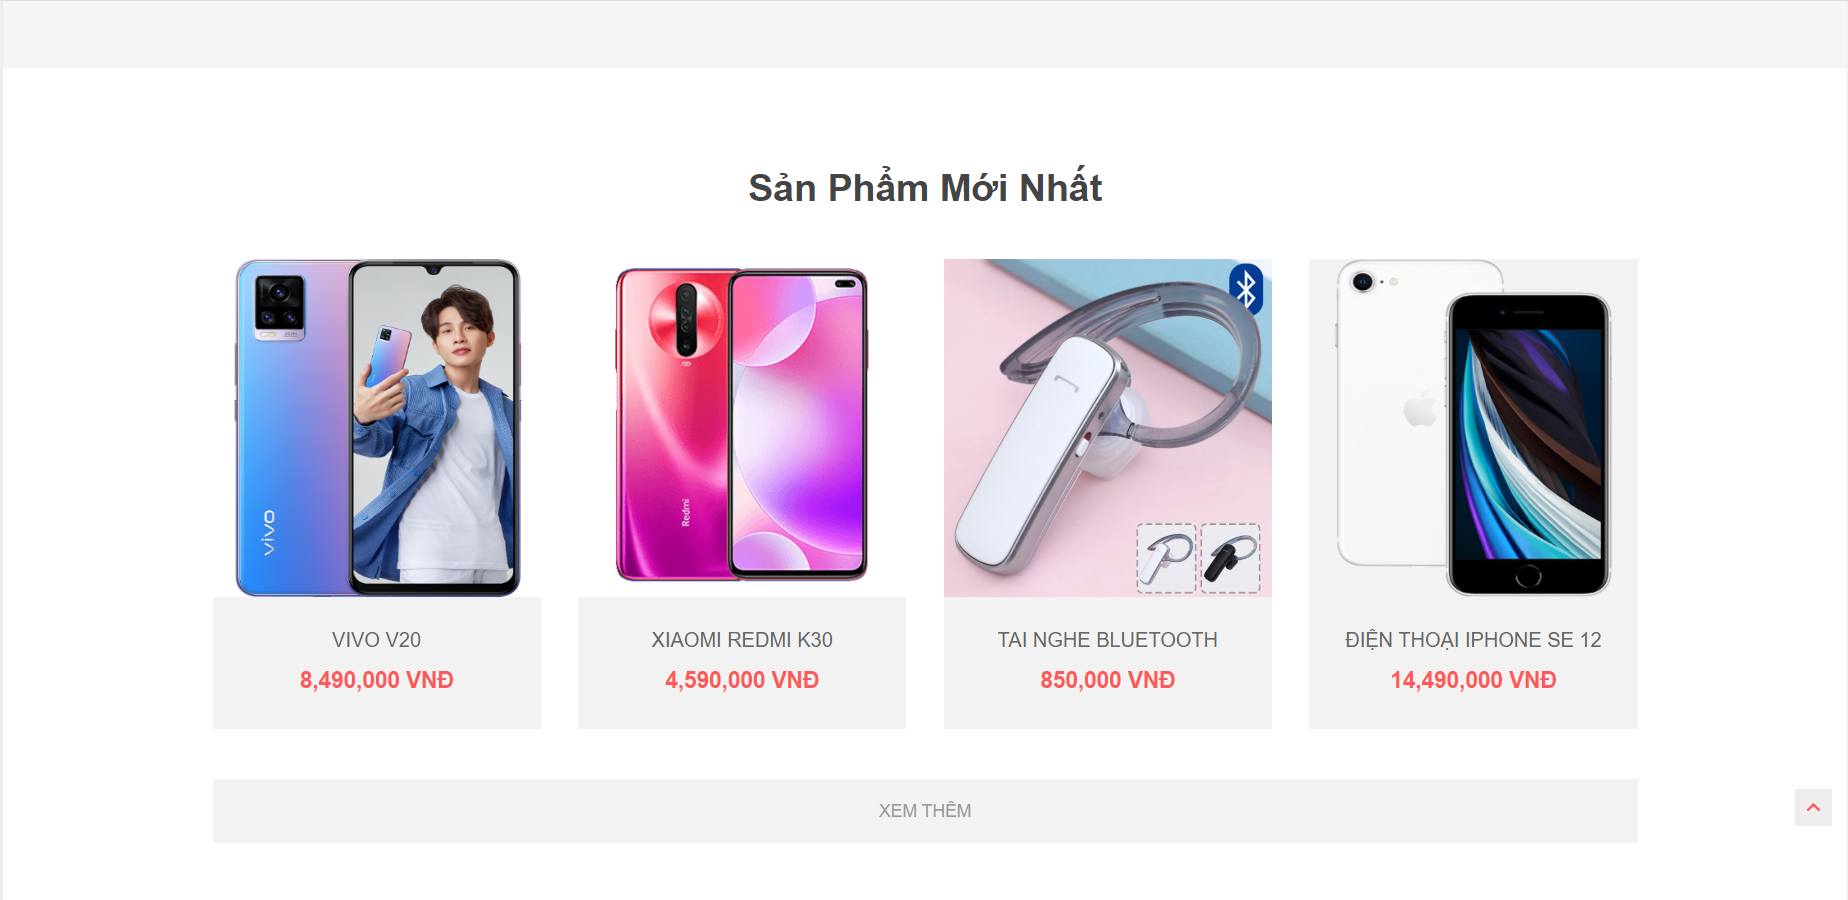 Sản Phẩm Mới Nhất
vivo
Redmi
VIVO V20
8,490,000 VNĐ
XIAOMI REDMI K30
4,590,000 VNĐ
TAI NGHE BLUETOOTH
850,000 VNĐ
ĐIỆN THOẠI IPHONE SE 12
14,490,000 VNĐ
XEM THÊM